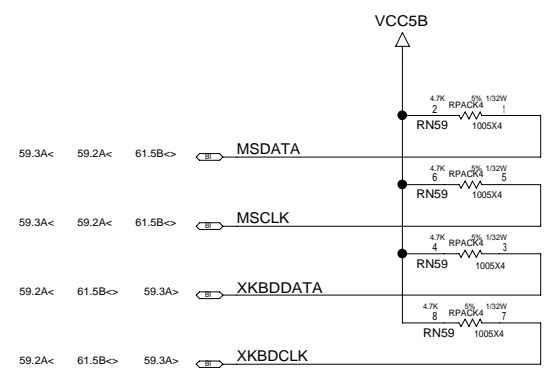 VCC5B
4.7K 5% 1/32W
2 RPACK4 1
RN59 1005X4
59.3A< 59.2A< 61.5B<> BI MSDATA
4.7K 5% 1/32W
6 RPACK4 5
RN59 1005X4
59.3A< 59.2A< 61.5B<> BI MSCLK
4.7K 5% 1/32W
4 RPACK4 3
RN59 1005X4
59.2A< 61.5B<> 59.3A> BI XKBDDATA
4.7K 5% 1/32W
8 RPACK4 7
RN59 1005X4
59.2A< 61.5B<> 59.3A> BI XKBDCLK